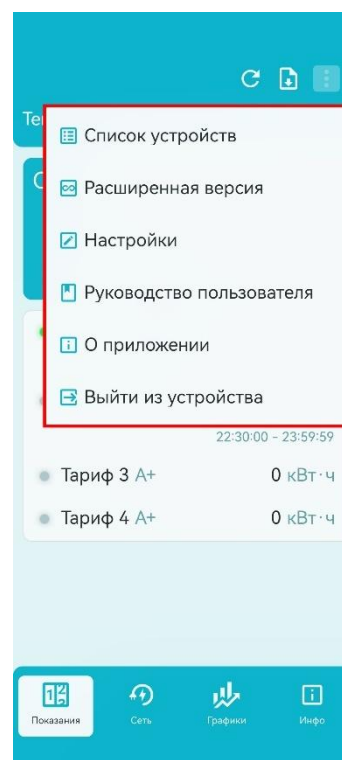 Те
Список устройств
С
Расширенная версия
Настройки
Руководство пользователя
О приложении
Выйти из устройства
22:30:00 - 23:59:59
Тариф 3 А+ 0 кВт·ч
Тариф 4 А+ 0 кВт·ч
Показания Сеть Графики Инфо